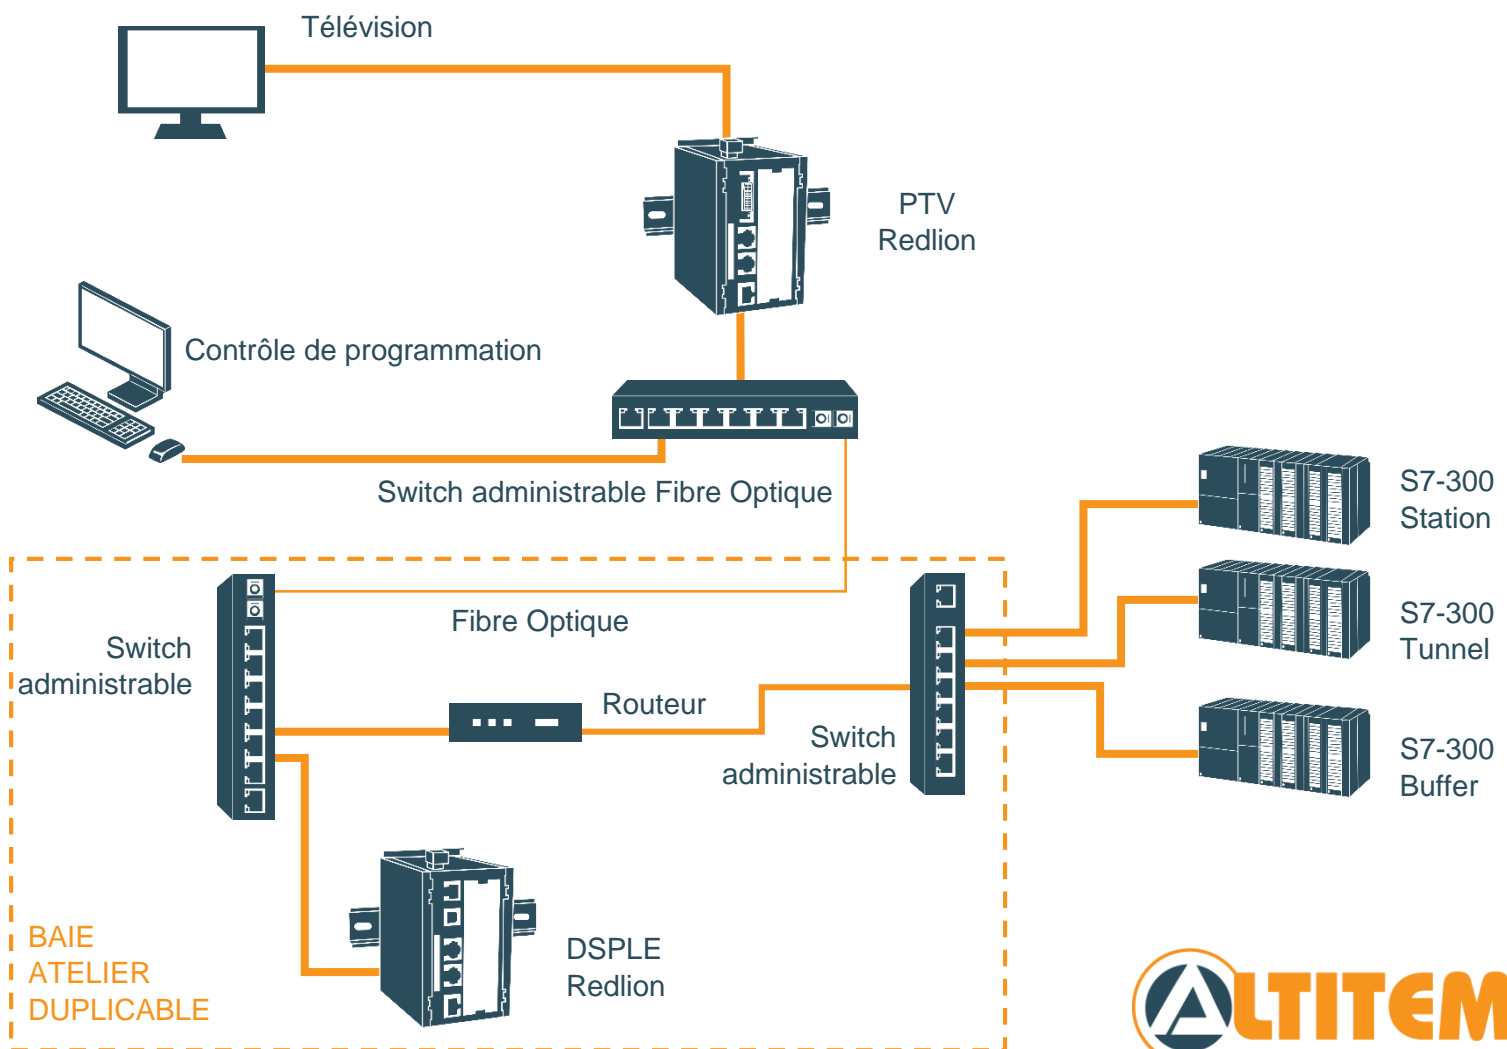 Télévision
PTV
Redlion
Contrôle de programmation
Switch administrable Fibre Optique
S7-300
Station
Fibre Optique
Switch
administrable
S7-300
Tunnel
Routeur
Switch
administrable
S7-300
Buffer
BAIE
ATELIER
DUPLICABLE
DSPLE
Redlion
ALTITEM